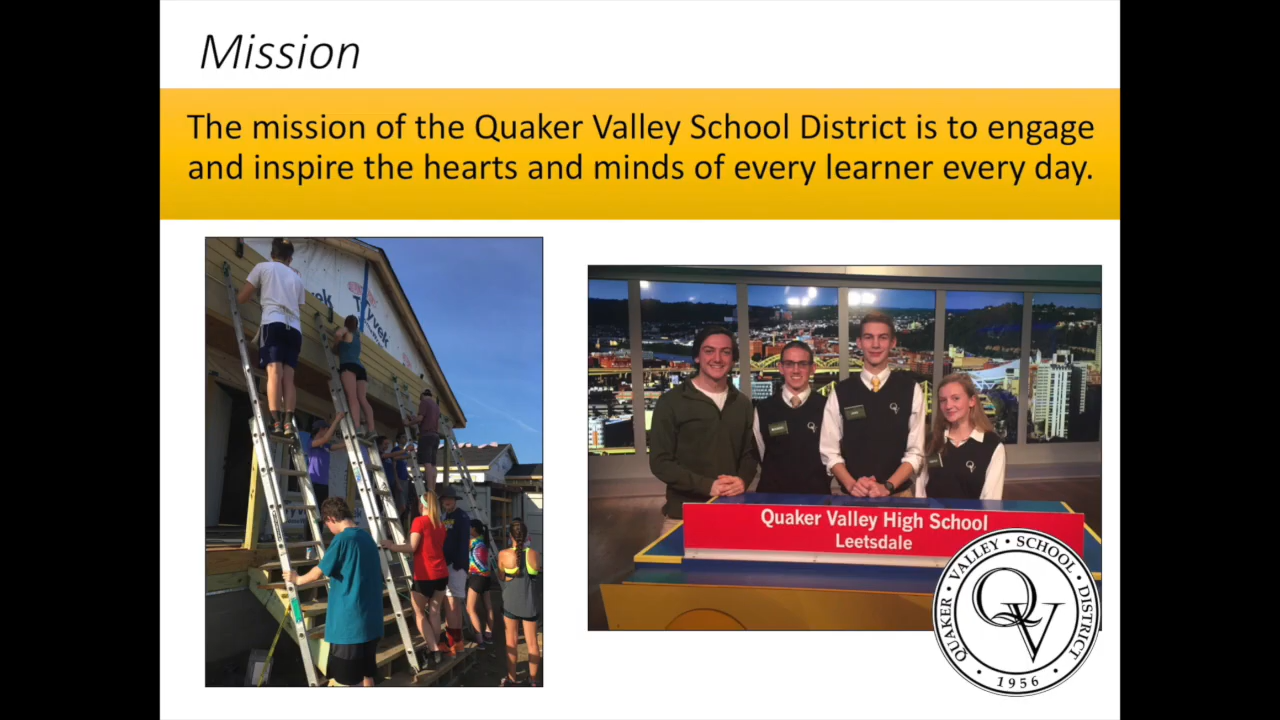 Mission
The mission of the Quaker Valley School District is to engage
and inspire the hearts and minds of every learner every day.
Tyvek
Quaker Valley High School
Leetsdale
QUAKER • VALLEY • SCHOOL • DISTRICT
QV
• 1956 •